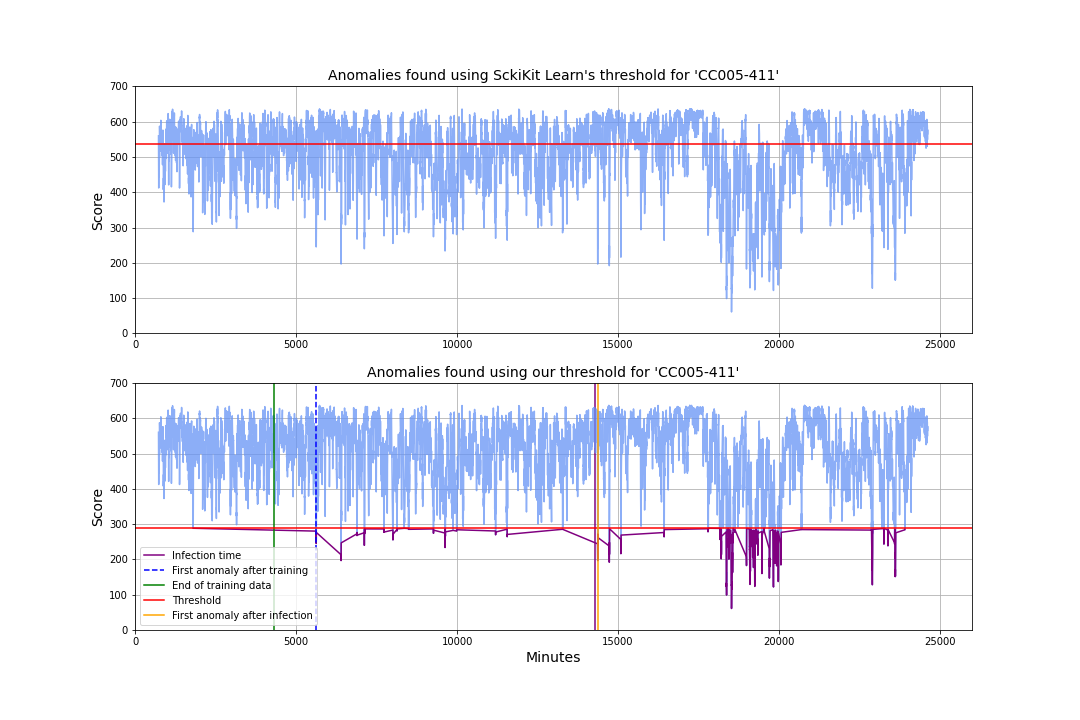 Anomalies found using SckiKit Learn's threshold for 'CC005-411'
700
600
500
400
300
200
100
0
Score
0 5000 10000 15000 20000 25000
Anomalies found using our threshold for 'CC005-411'
700
600
500
400
300
200
100
0
Score
Infection time
First anomaly after training
End of training data
Threshold
First anomaly after infection
0 5000 10000 15000 20000 25000
Minutes